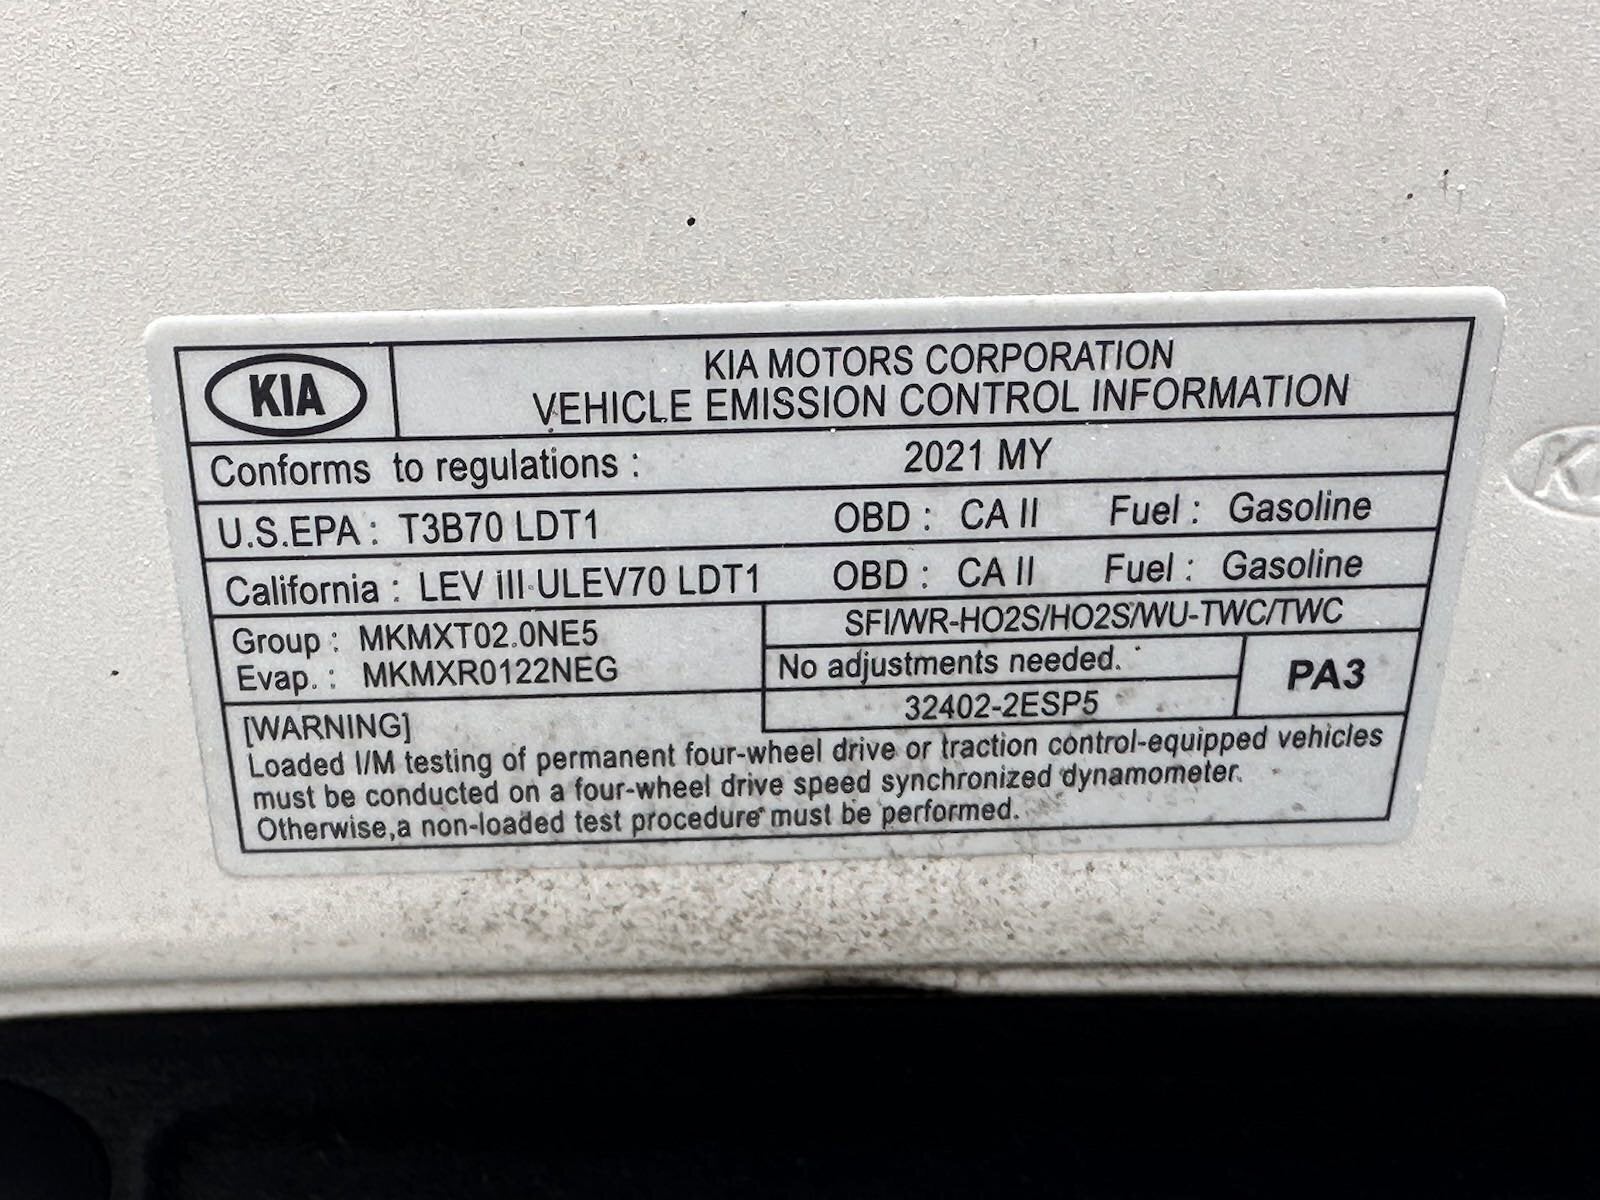 KIA
KIA MOTORS CORPORATION
VEHICLE EMISSION CONTROL INFORMATION
Conforms to regulations : 2021 MY
U.S.EPA : T3B70 LDT1 OBD : CA II Fuel : Gasoline
California : LEV III ULEV70 LDT1 OBD : CA II Fuel : Gasoline
Group : MKMXT02.0NE5
Evap. : MKMXR0122NEG
SFI/WR-HO2S/HO2S/WU-TWC/TWC
No adjustments needed.
32402-2ESP5
PA3
[WARNING]
Loaded I/M testing of permanent four-wheel drive or traction control-equipped vehicles
must be conducted on a four-wheel drive speed synchronized dynamometer.
Otherwise,a non-loaded test procedure must be performed.